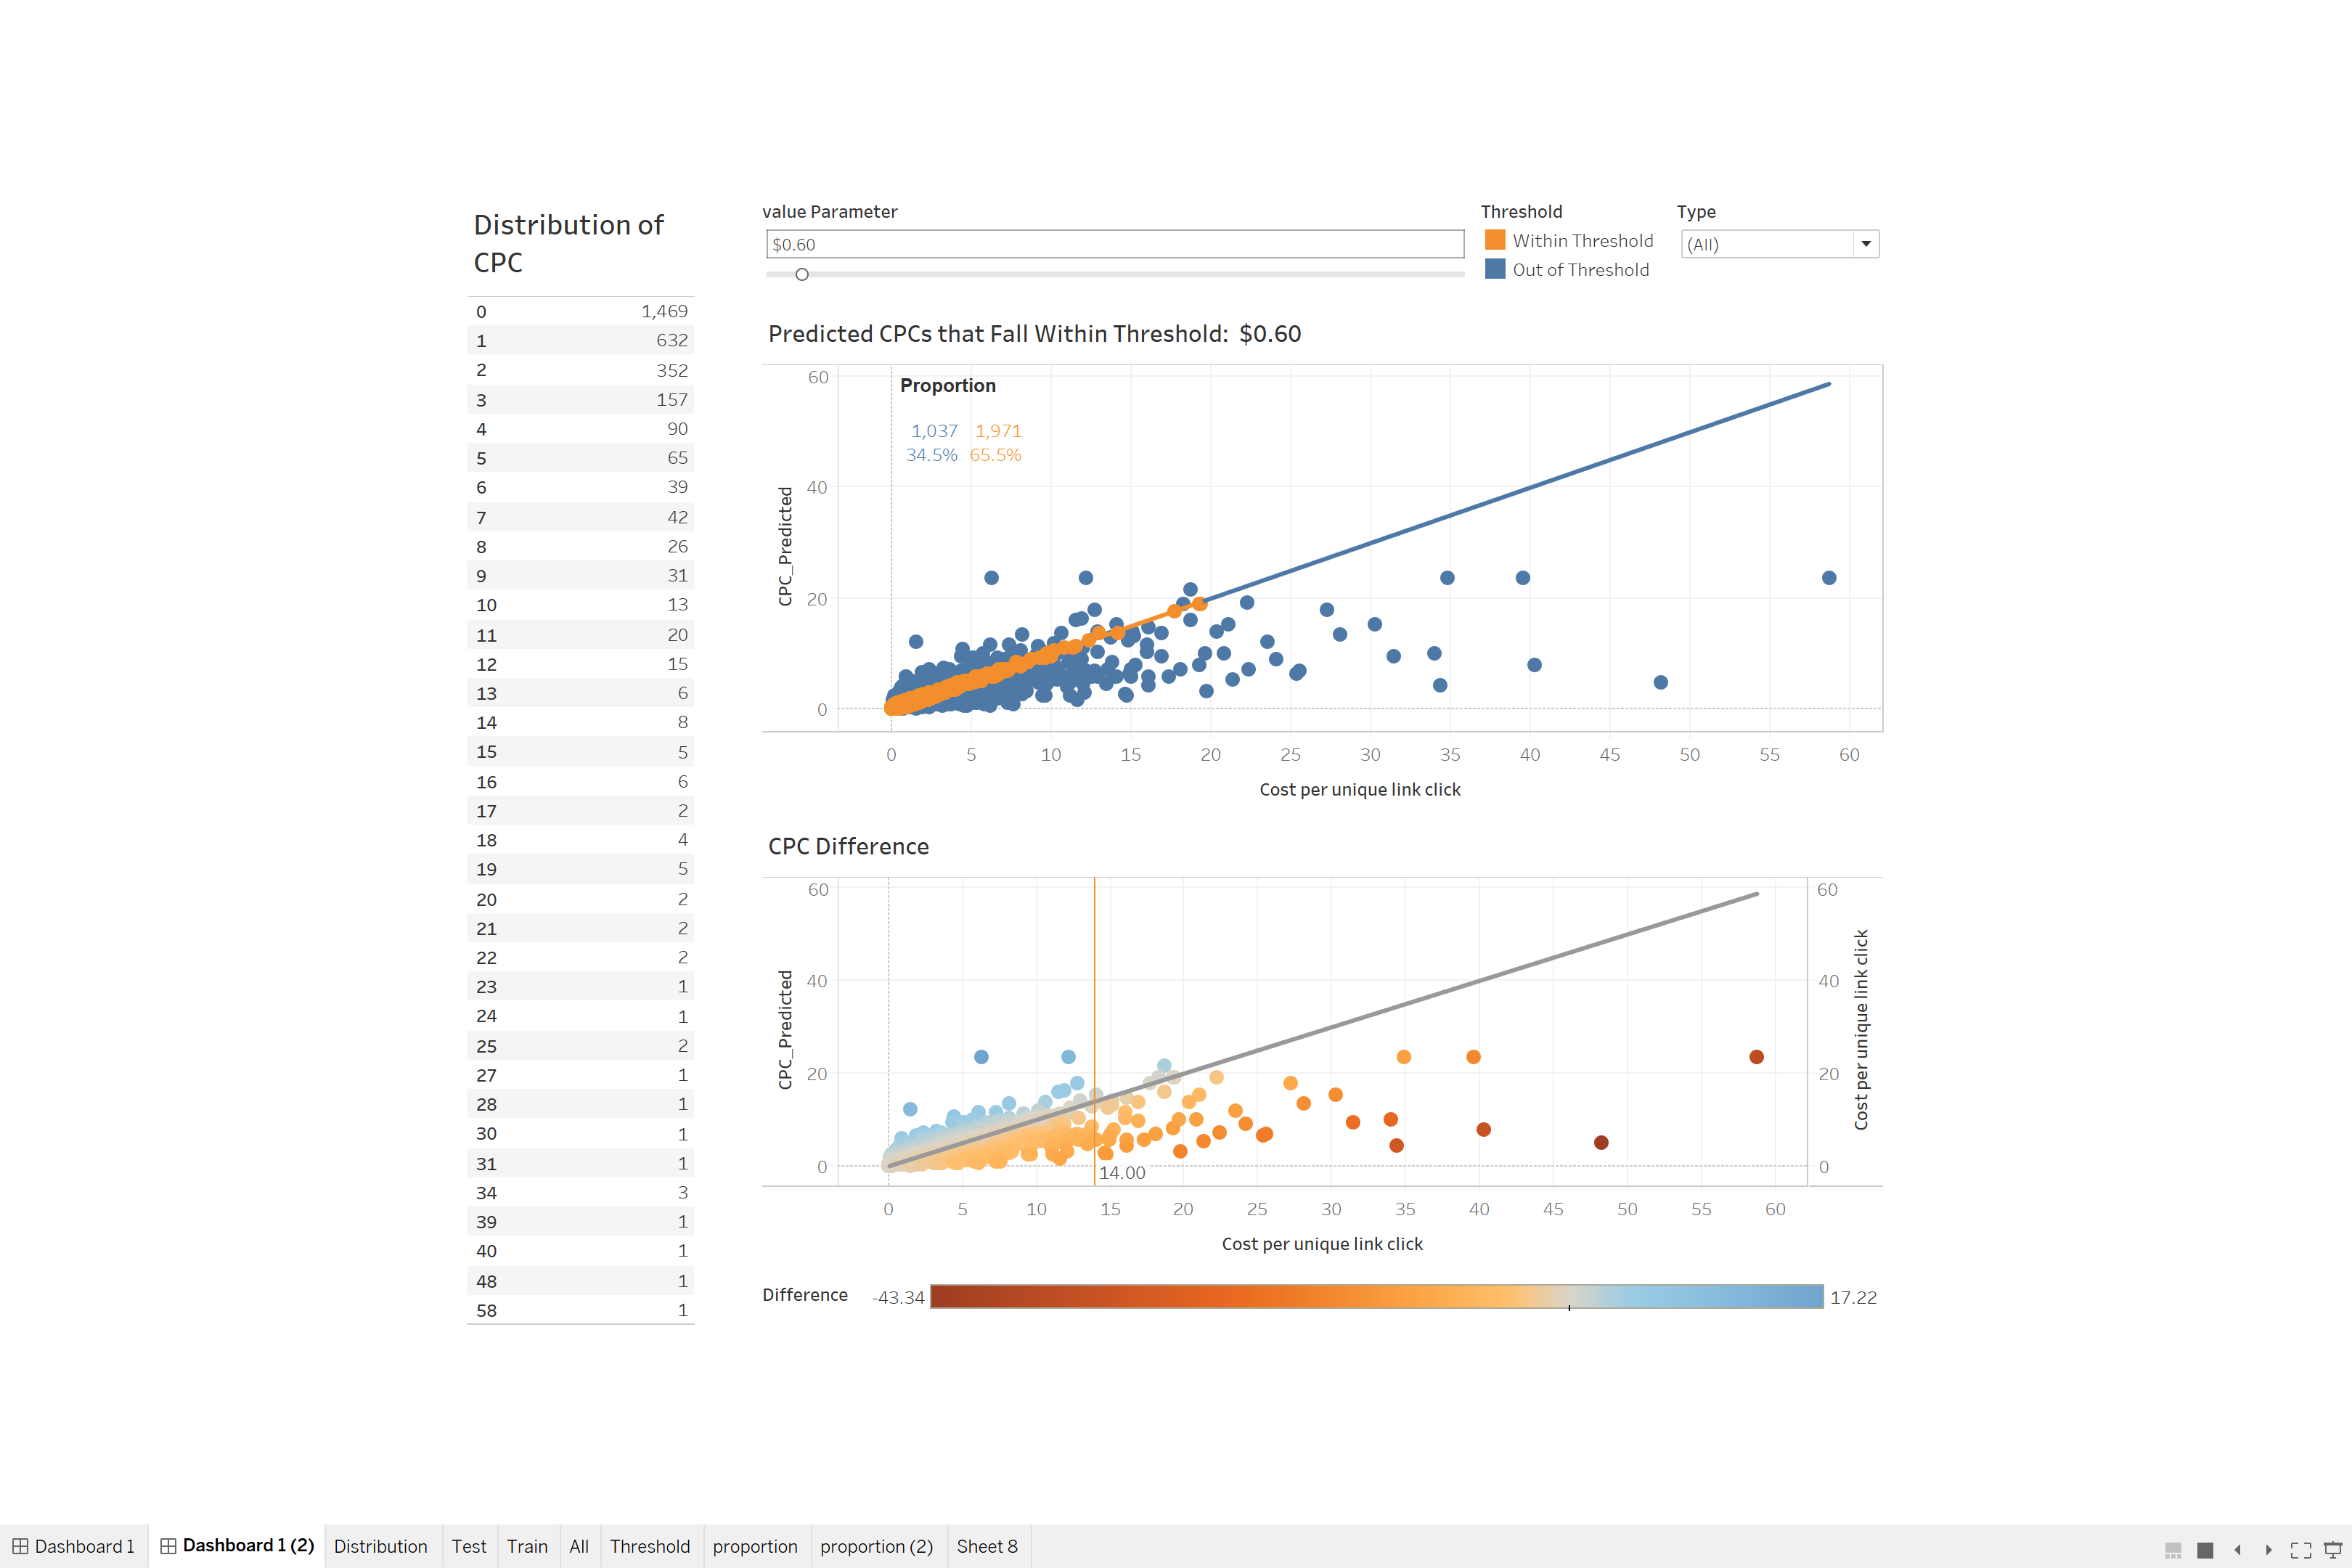 Distribution of
CPC
0 1,469
1 632
2 352
3 157
4 90
5 65
6 39
7 42
8 26
9 31
10 13
11 20
12 15
13 6
14 8
15 5
16 6
17 2
18 4
19 5
20 2
21 2
22 2
23 1
24 1
25 2
27 1
28 1
30 1
31 1
34 3
39 1
40 1
48 1
58 1
value Parameter
$0.60
Threshold
Within Threshold
Out of Threshold
Type
(All)
Predicted CPCs that Fall Within Threshold: $0.60
Proportion
1,037 1,971
34.5% 65.5%
CPC_Predicted
60
40
20
0
0 5 10 15 20 25 30 35 40 45 50 55 60
Cost per unique link click
CPC Difference
CPC_Predicted
60
40
20
0
14.00
60
40
20
0
Cost per unique link click
0 5 10 15 20 25 30 35 40 45 50 55 60
Cost per unique link click
Difference -43.34 17.22
Dashboard 1 Dashboard 1 (2) Distribution Test Train All Threshold proportion proportion (2) Sheet 8